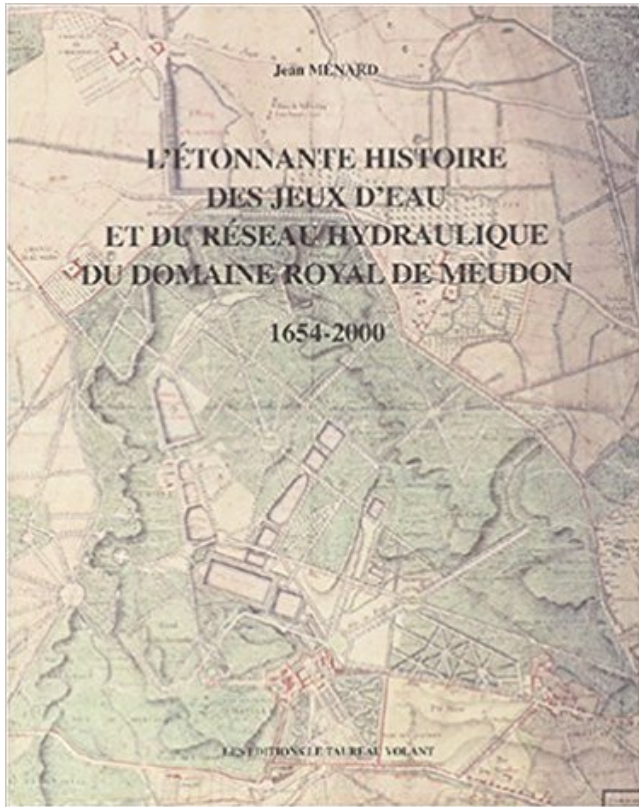 Jean MÉNARD
L'ÉTONNANTE HISTOIRE
DES JEUX D'EAU
ET DU RÉSEAU HYDRAULIQUE
DU DOMAINE ROYAL DE MEUDON
1654-2000
LES EDITIONS LE TAUREAU VOLANT